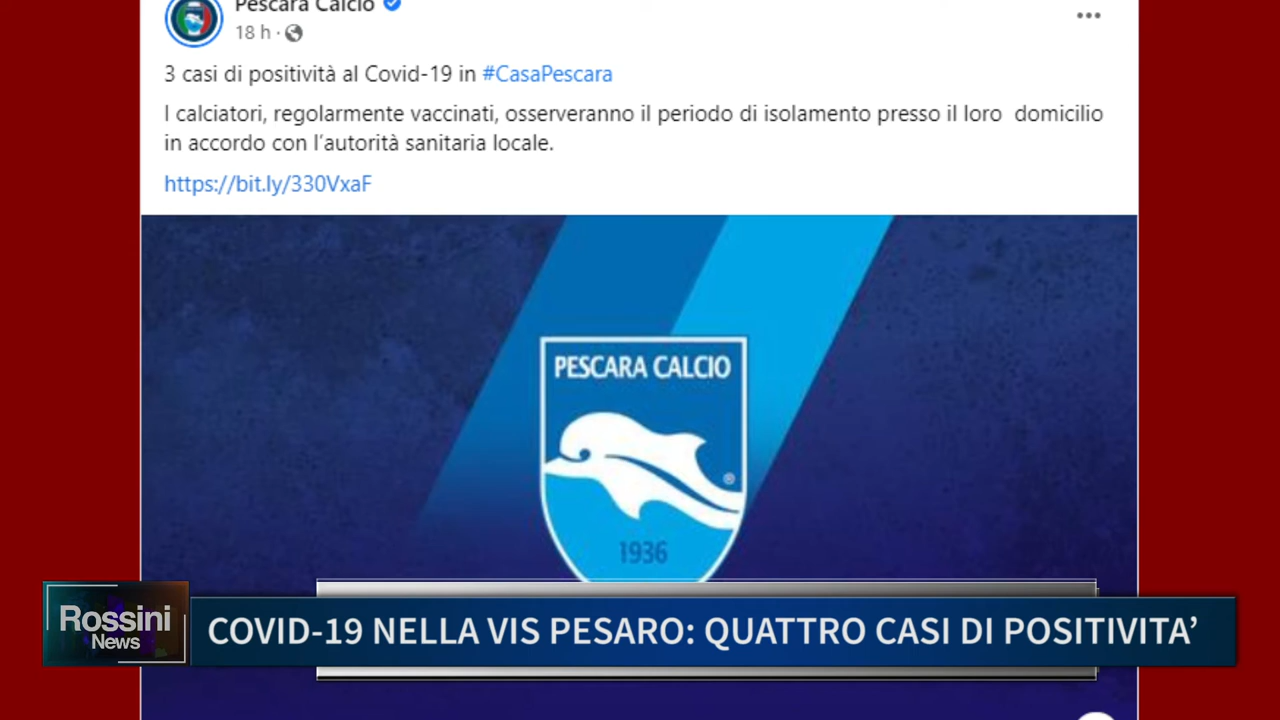 Pescara Calcio
18 h ·
3 casi di positività al Covid-19 in #CasaPescara
I calciatori, regolarmente vaccinati, osserveranno il periodo di isolamento presso il loro domicilio
in accordo con l'autorità sanitaria locale.
https://bit.ly/330VxaF
PESCARA CALCIO
®
1936
Rossini
News
COVID-19 NELLA VIS PESARO: QUATTRO CASI DI POSITIVITA’